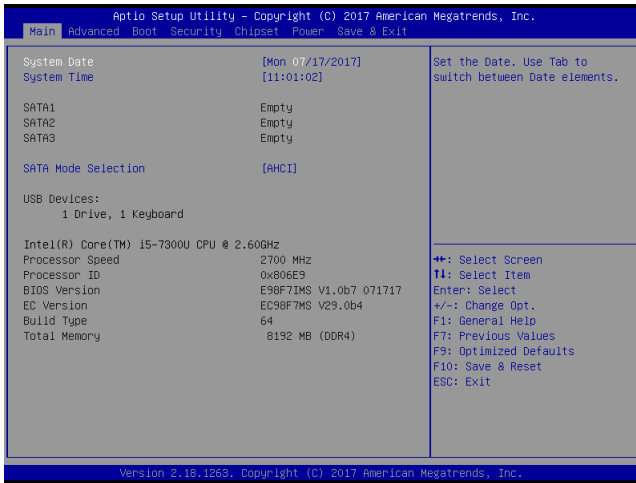 Aptio Setup Utility – Copyright (C) 2017 American Megatrends, Inc.
Main Advanced Boot Security Chipset Power Save & Exit
System Date [Mon 07/17/2017]
System Time [11:01:02]
SATA1 Empty
SATA2 Empty
SATA3 Empty
SATA Mode Selection [AHCI]
USB Devices:
1 Drive, 1 Keyboard
Intel(R) Core(TM) i5-7300U CPU @ 2.60GHz
Processor Speed 2700 MHz
Processor ID 0x806E9
BIOS Version E98F7IMS V1.0b7 071717
EC Version EC98F7MS V29.0b4
Build Type 64
Total Memory 8192 MB (DDR4)
Set the Date. Use Tab to
switch between Date elements.
→←: Select Screen
↑↓: Select Item
Enter: Select
+/-: Change Opt.
F1: General Help
F7: Previous Values
F9: Optimized Defaults
F10: Save & Reset
ESC: Exit
Version 2.18.1263. Copyright (C) 2017 American Megatrends, Inc.